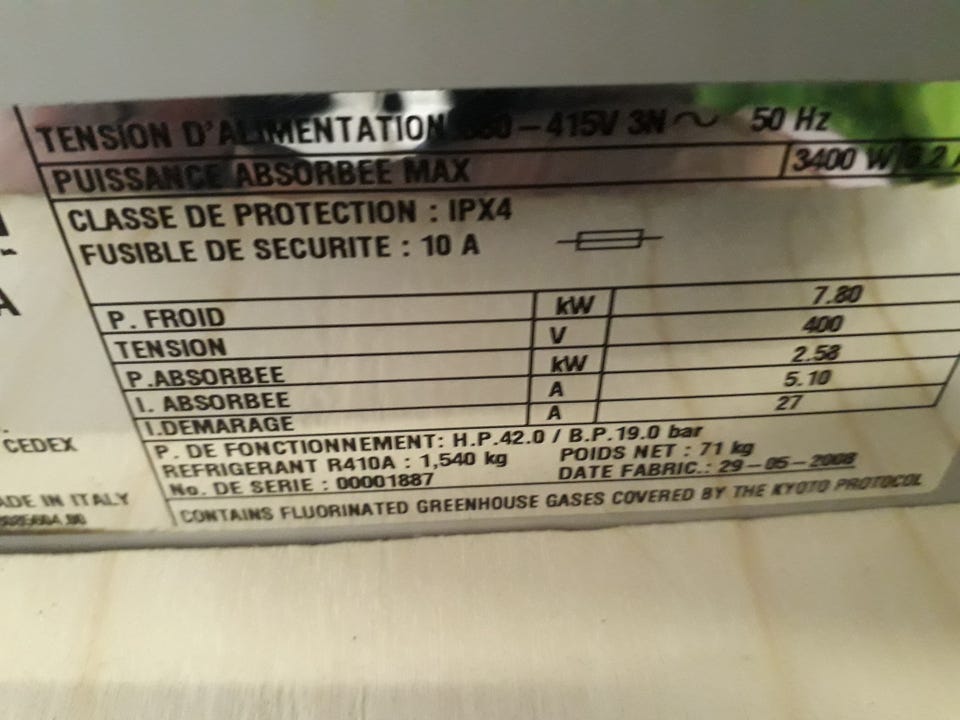 TENSION D'ALIMENTATION 380-415V 3N ~ 50 Hz
PUISSANCE ABSORBEE MAX 3400 W
CLASSE DE PROTECTION : IPX4
FUSIBLE DE SECURITE : 10 A
P. FROID kW 7.80
TENSION V 400
P.ABSORBEE kW 2.58
I. ABSORBEE A 5.10
I.DEMARAGE A 27
P. DE FONCTIONNEMENT: H.P.42.0 / B.P.19.0 bar
REFRIGERANT R410A : 1,540 kg POIDS NET : 71 kg
No. DE SERIE : 00001887 DATE FABRIC.: 29-05-2008
CONTAINS FLUORINATED GREENHOUSE GASES COVERED BY THE KYOTO PROTOCOL
CEDEX
ADE IN ITALY